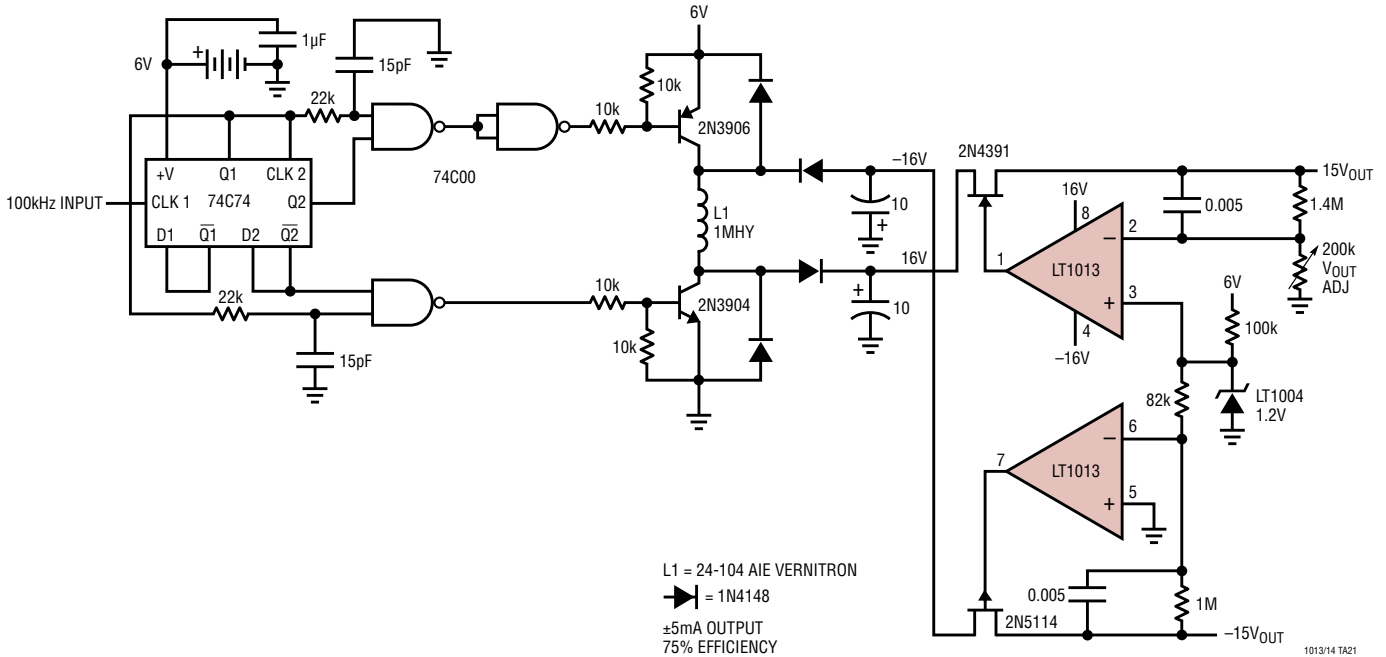 6V
+
1µF
15pF
22k
+V
Q1
CLK 2
100kHz INPUT
CLK 1
74C74
Q2
D1
Q1
D2
Q2
74C00
22k
15pF
6V
10k
10k
2N3906
L1
1MHY
10k
2N3904
10k
–16V
10
+
16V
+
10
2N4391
15VOUT
0.005
1.4M
16V
8
2
–
1
LT1013
+
3
4
–16V
200k
VOUT
ADJ
6V
100k
82k
LT1004
1.2V
6
–
7
LT1013
5
+
0.005
1M
2N5114
–15VOUT
L1 = 24-104 AIE VERNITRON
= 1N4148
±5mA OUTPUT
75% EFFICIENCY
1013/14 TA21